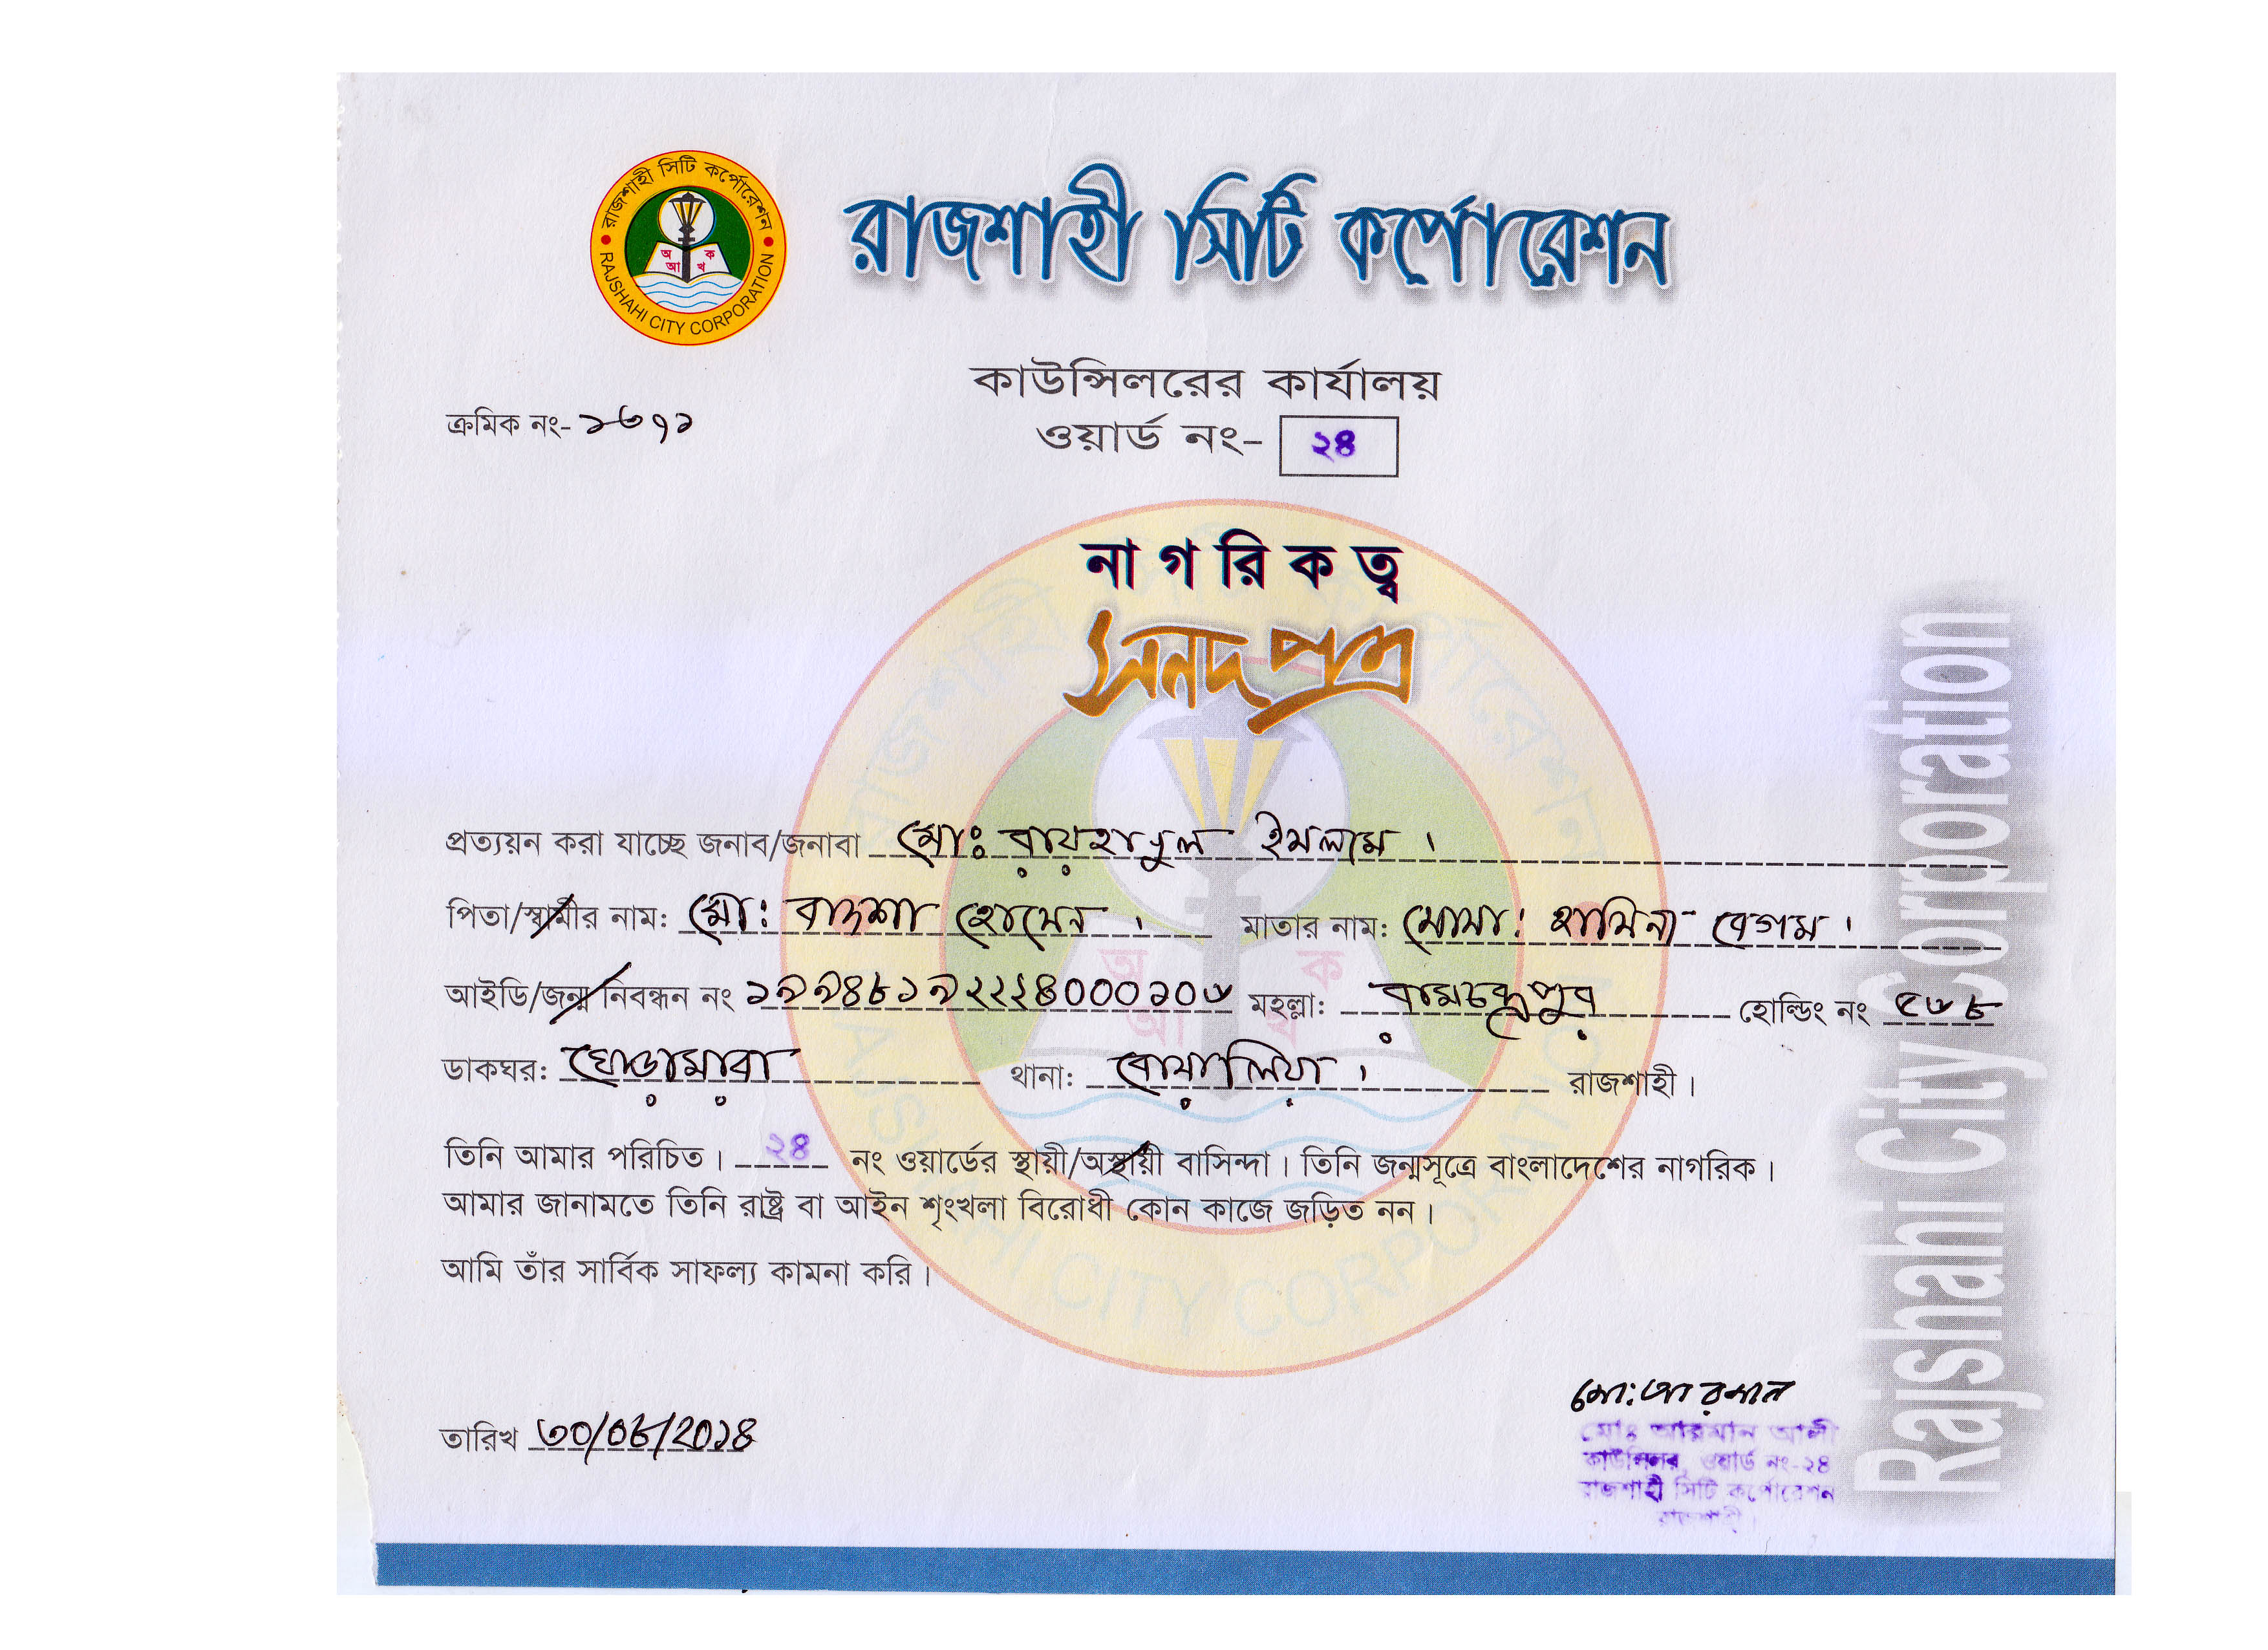 রাজশাহী সিটি কর্পোরেশন
RAJSHAHI CITY CORPORATION
অ ক
আ খ
রাজশাহী সিটি কর্পোরেশন
কাউন্সিলরের কার্যালয়
ক্রমিক নং- ১৬৭১
ওয়ার্ড নং- ২৪
নাগরিকত্ব
সনদপত্র
প্রত্যয়ন করা যাচ্ছে জনাব/জনাবা মোঃ রায়হানুল ইসলাম।
পিতা/স্বামীর নাম: মো: বাদশা হোসেন। মাতার নাম: মোসা: হাসিনা বেগম।
আইডি/জন্ম নিবন্ধন নং ১৯৯৪৮১৯২২২৪০০০১০৬ মহল্লা: রামচন্দ্রপুর হোল্ডিং নং ৫৬৮
ডাকঘর: ঘোড়ামারা থানা: বোয়ালিয়া। রাজশাহী।
তিনি আমার পরিচিত। ২৪ নং ওয়ার্ডের স্থায়ী/অস্থায়ী বাসিন্দা। তিনি জন্মসূত্রে বাংলাদেশের নাগরিক।
আমার জানামতে তিনি রাষ্ট্র বা আইন শৃংখলা বিরোধী কোন কাজে জড়িত নন।
আমি তাঁর সার্বিক সাফল্য কামনা করি।
মো: আরমান
তারিখ ৩০/০৮/2০১৪
মোঃ আরমান আলী
কাউন্সিলর, ওয়ার্ড নং-২৪
রাজশাহী সিটি কর্পোরেশন
রাজশাহী।
Rajshahi City Corporation